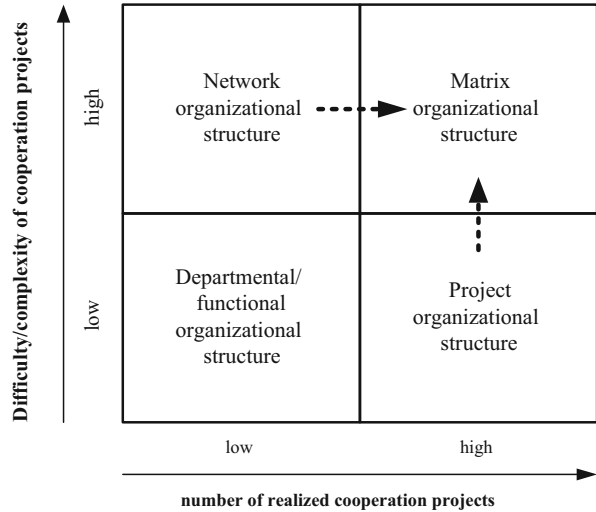 Difficulty/complexity of cooperation projects
high
low
Network
organizational
structure
Matrix
organizational
structure
Departmental/
functional
organizational
structure
Project
organizational
structure
low
high
number of realized cooperation projects